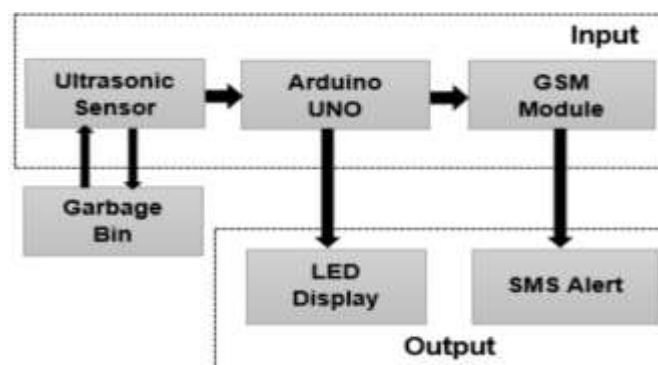 Input
Ultrasonic
Sensor
Arduino
UNO
GSM
Module
Garbage
Bin
LED
Display
SMS Alert
Output